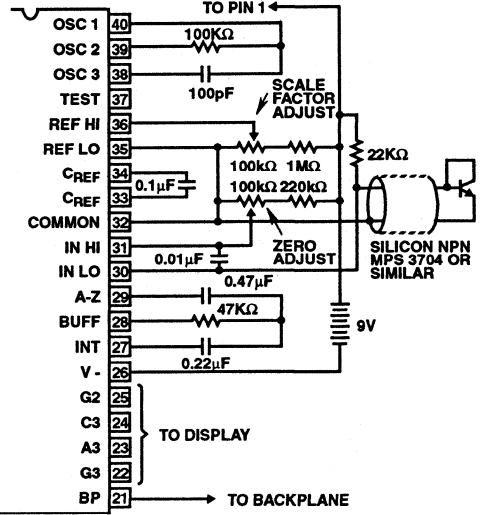 TO PIN 1
OSC 1 40
100KΩ
OSC 2 39
OSC 3 38
100pF
TEST 37
SCALE
FACTOR
ADJUST
REF HI 36
REF LO 35
22KΩ
100kΩ 1MΩ
CREF 34
0.1µF
100kΩ 220kΩ
CREF 33
COMMON 32
IN HI 31
ZERO
ADJUST
SILICON NPN
MPS 3704 OR
SIMILAR
0.01µF
IN LO 30
0.47µF
A-Z 29
47KΩ
BUFF 28
9V
INT 27
0.22µF
V - 26
G2 25
C3 24
TO DISPLAY
A3 23
G3 22
BP 21
TO BACKPLANE